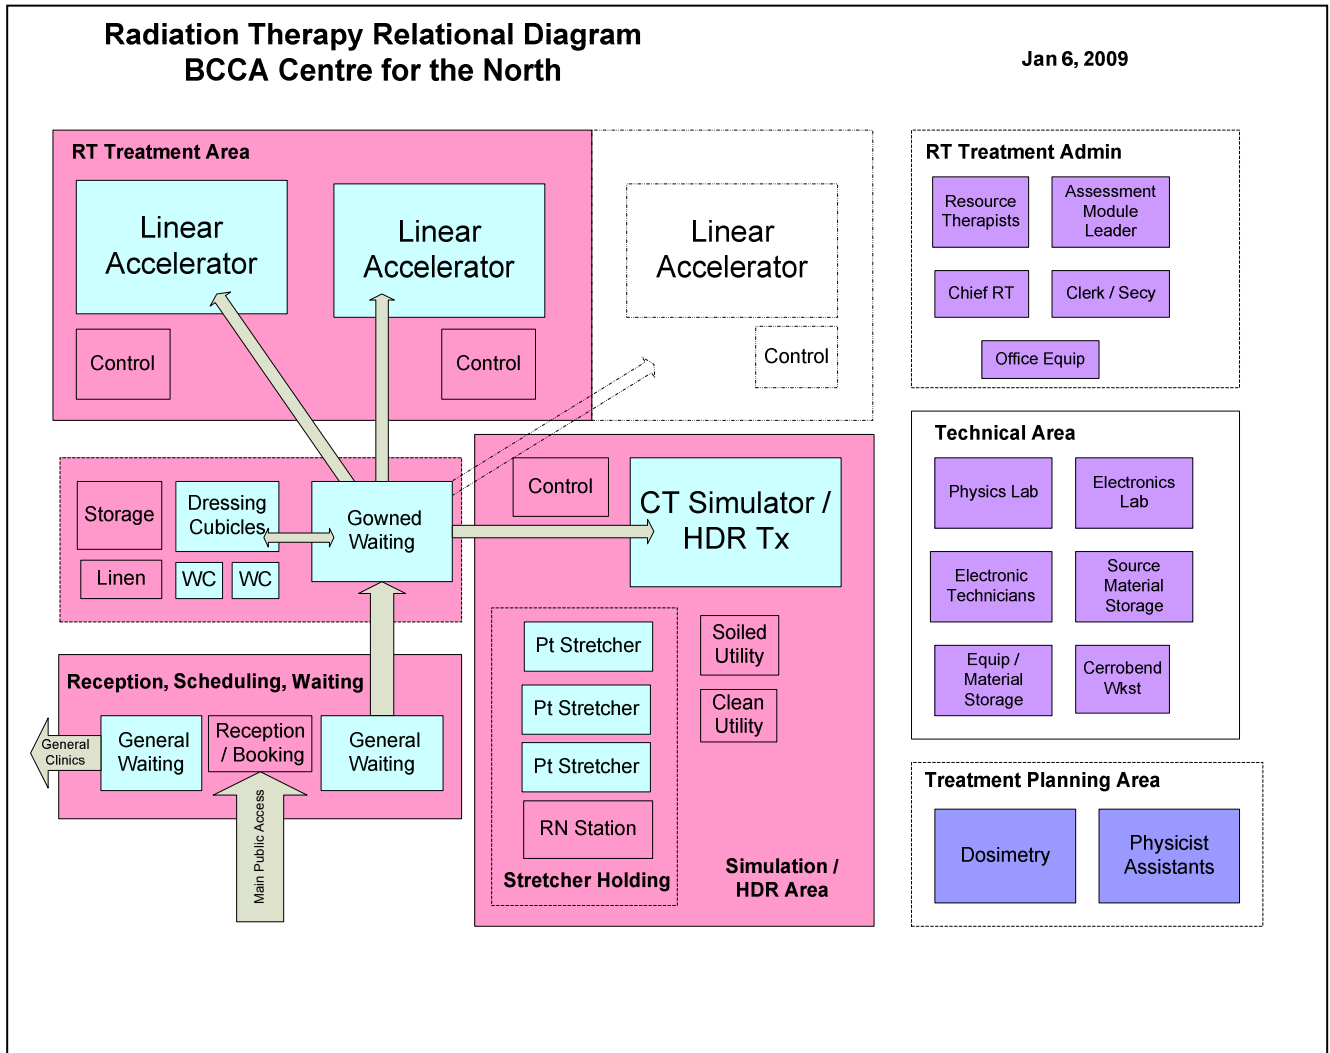 Radiation Therapy Relational Diagram
BCCA Centre for the North
Jan 6, 2009
RT Treatment Area
Linear
Accelerator
Linear
Accelerator
Linear
Accelerator
Control
Control
Control
Storage
Dressing
Cubicles
Gowned
Waiting
Linen
WC
WC
Reception, Scheduling, Waiting
General
Clinics
General
Waiting
Reception
/ Booking
General
Waiting
Main Public Access
Control
CT Simulator /
HDR Tx
Pt Stretcher
Pt Stretcher
Pt Stretcher
RN Station
Stretcher Holding
Soiled
Utility
Clean
Utility
Simulation /
HDR Area
RT Treatment Admin
Resource
Therapists
Assessment
Module
Leader
Chief RT
Clerk / Secy
Office Equip
Technical Area
Physics Lab
Electronics
Lab
Electronic
Technicians
Source
Material
Storage
Equip /
Material
Storage
Cerrobend
Wkst
Treatment Planning Area
Dosimetry
Physicist
Assistants